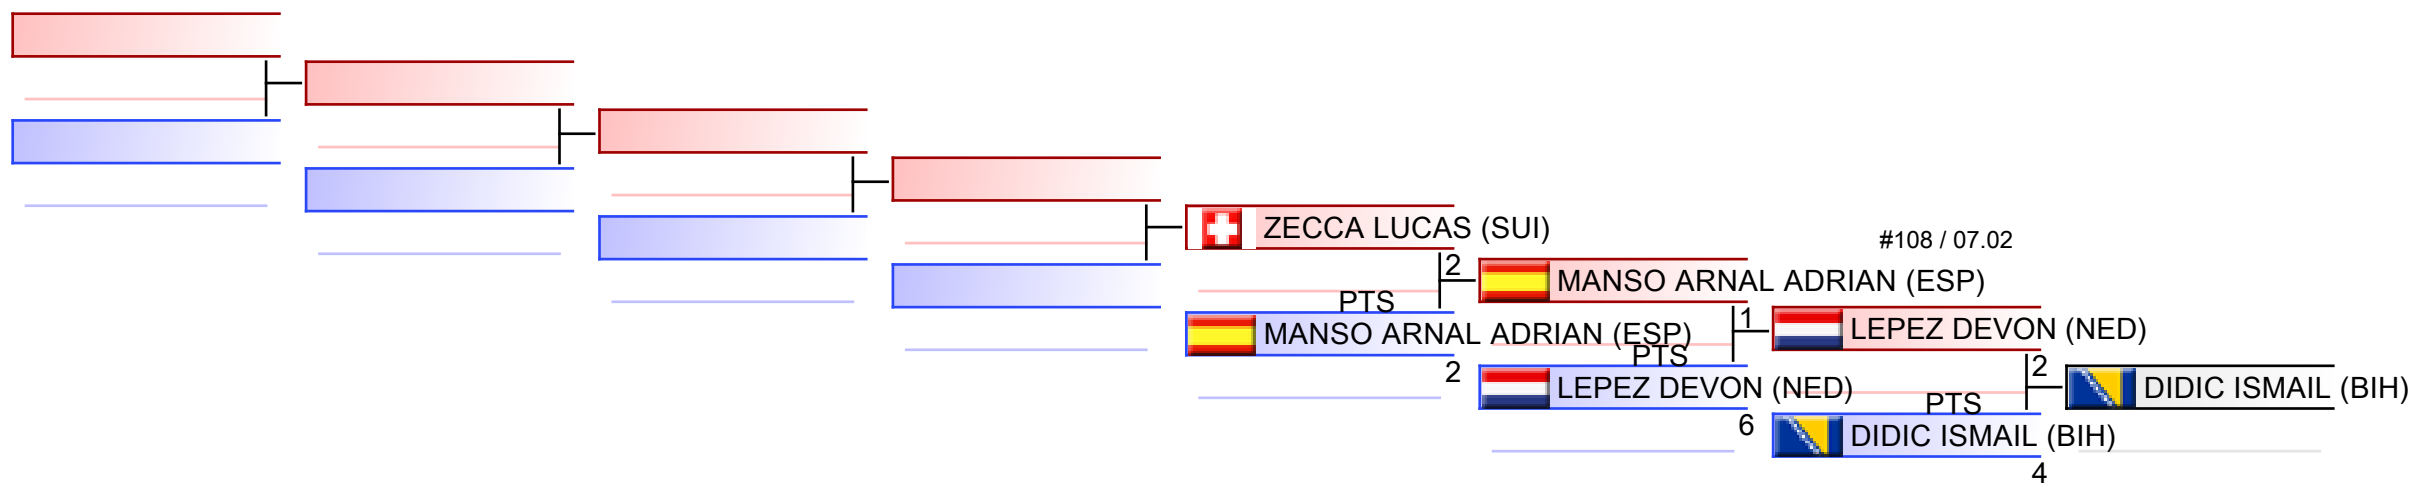 ZECCA LUCAS (SUI)
2
PTS
MANSO ARNAL ADRIAN (ESP)
2
#108 / 07.02
MANSO ARNAL ADRIAN (ESP)
1
PTS
LEPEZ DEVON (NED)
6
LEPEZ DEVON (NED)
2
PTS
DIDIC ISMAIL (BIH)
4
DIDIC ISMAIL (BIH)